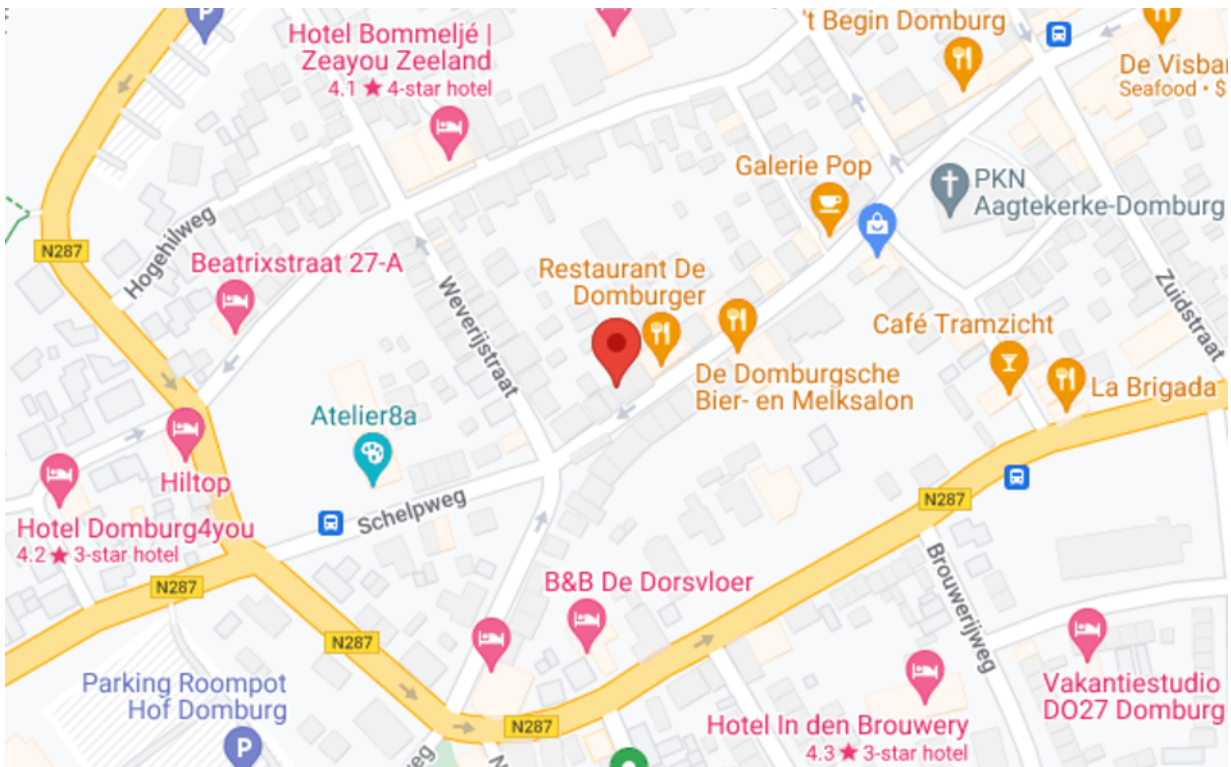 Hotel Bommeljé |
Zeayou Zeeland
4.1 ★ 4-star hotel
't Begin Domburg
De Visba
Seafood • $
P
Galerie Pop
PKN
Aagtekerke-Domburg
N287
Hogehilweg
Beatrixstraat 27-A
Weverijstraat
Restaurant De
Domburger
Zuidstraat
Café Tramzicht
De Domburgsche
Bier- en Melksalon
La Brigada
Atelier8a
Hiltop
Schelpweg
N287
Hotel Domburg4you
4.2 ★ 3-star hotel
N287
B&B De Dorsvloer
Brouwerijweg
N287
Parking Roompot
Hof Domburg
P
Vakantiestudio
DO27 Domburg
Hotel In den Brouwery
4.3 ★ 3-star hotel
N287